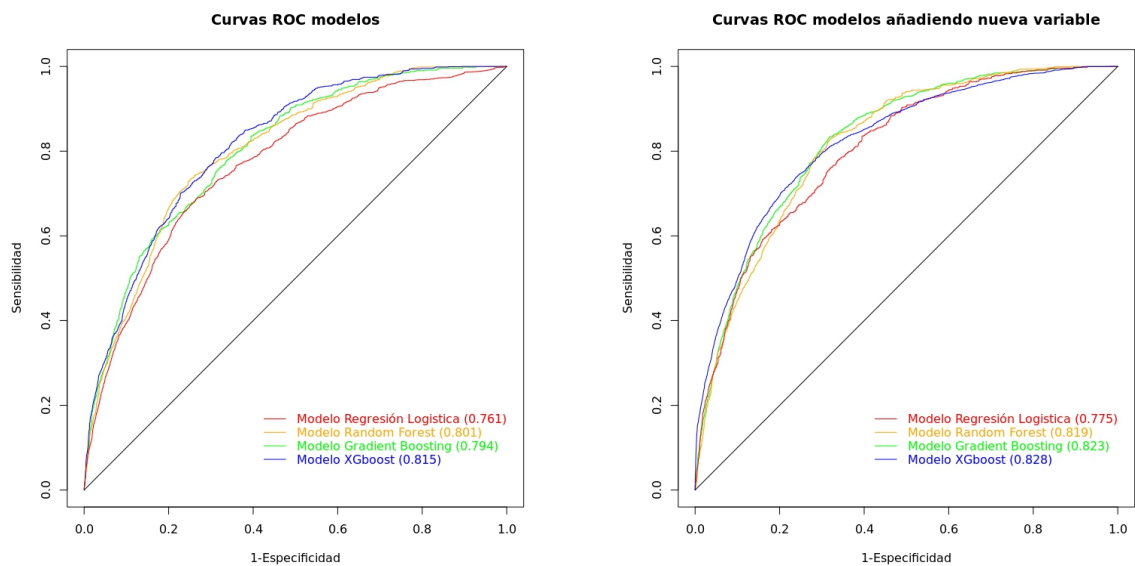 Curvas ROC modelos
Sensibilidad
1.0
0.8
0.6
0.4
0.2
0.0
Modelo Regresión Logistica (0.761)
Modelo Random Forest (0.801)
Modelo Gradient Boosting (0.794)
Modelo XGboost (0.815)
0.0 0.2 0.4 0.6 0.8 1.0
1-Especificidad
Curvas ROC modelos añadiendo nueva variable
Sensibilidad
1.0
0.8
0.6
0.4
0.2
0.0
Modelo Regresión Logistica (0.775)
Modelo Random Forest (0.819)
Modelo Gradient Boosting (0.823)
Modelo XGboost (0.828)
0.0 0.2 0.4 0.6 0.8 1.0
1-Especificidad